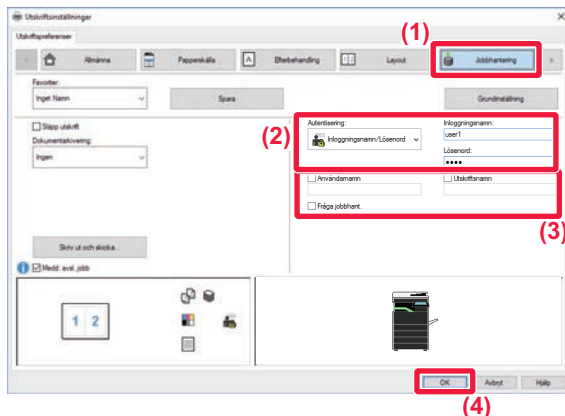 Utskriftsinställningar
Utskriftspreferenser
(1)
Allmänna
Papperskälla
Efterbehandling
Layout
Jobbhantering
Favoriter:
Inget Namn
Spara
Grundinställning
Släpp utskrift
Dokumentarkivering:
Ingen
(2)
Autentisering:
Inloggningsnamn/Lösenord
Inloggningsnamn:
user1
Lösenord:
••••
Användarnamn
Utskriftsnamn
Fråga jobbhant.
(3)
Skriv ut och skicka...
Medd. avsl. jobb
1 2
OK
Avbryt
Hjälp
(4)